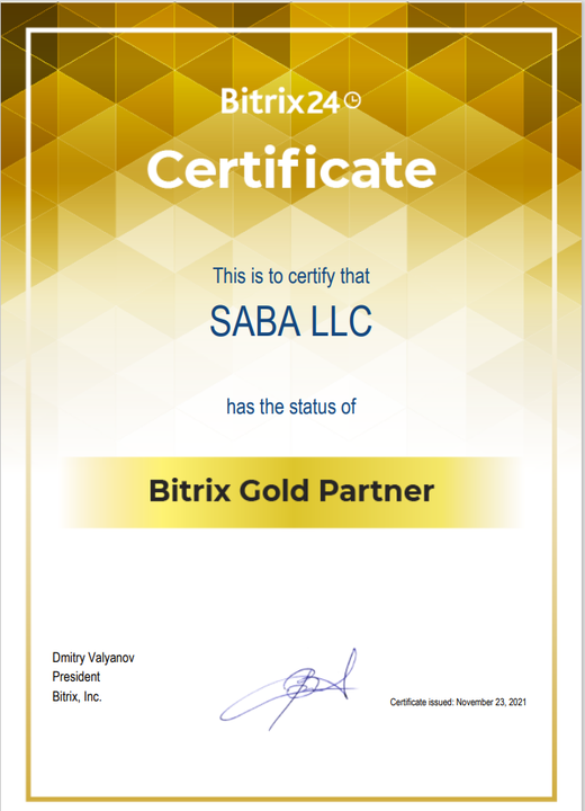 Bitrix24
Certificate
This is to certify that
SABA LLC
has the status of
Bitrix Gold Partner
Dmitry Valyanov
President
Bitrix, Inc.
Certificate issued: November 23, 2021